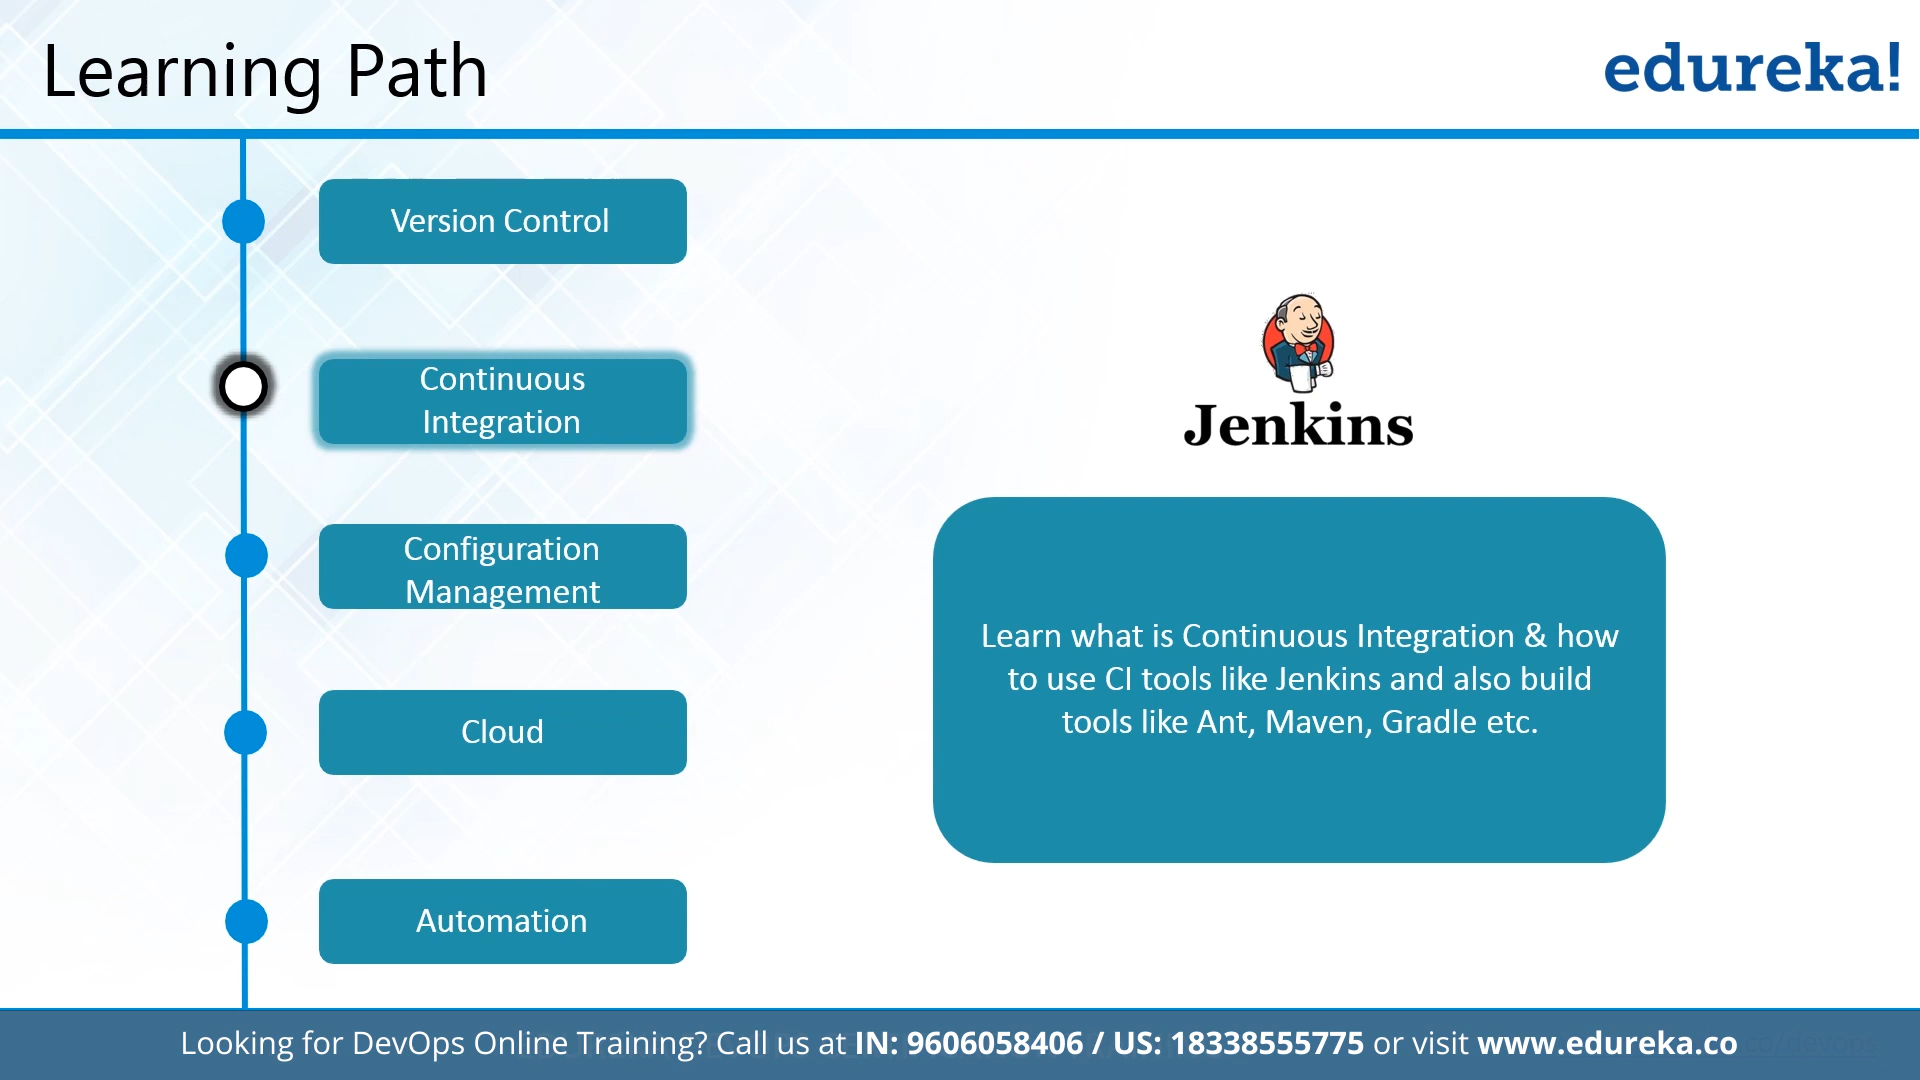 Learning Path
edureka!
Version Control
Continuous
Integration
Configuration
Management
Cloud
Automation
Jenkins
Learn what is Continuous Integration & how
to use CI tools like Jenkins and also build
tools like Ant, Maven, Gradle etc.
Looking for DevOps Online Training? Call us at IN: 9606058406 / US: 18338555775 or visit www.edureka.co